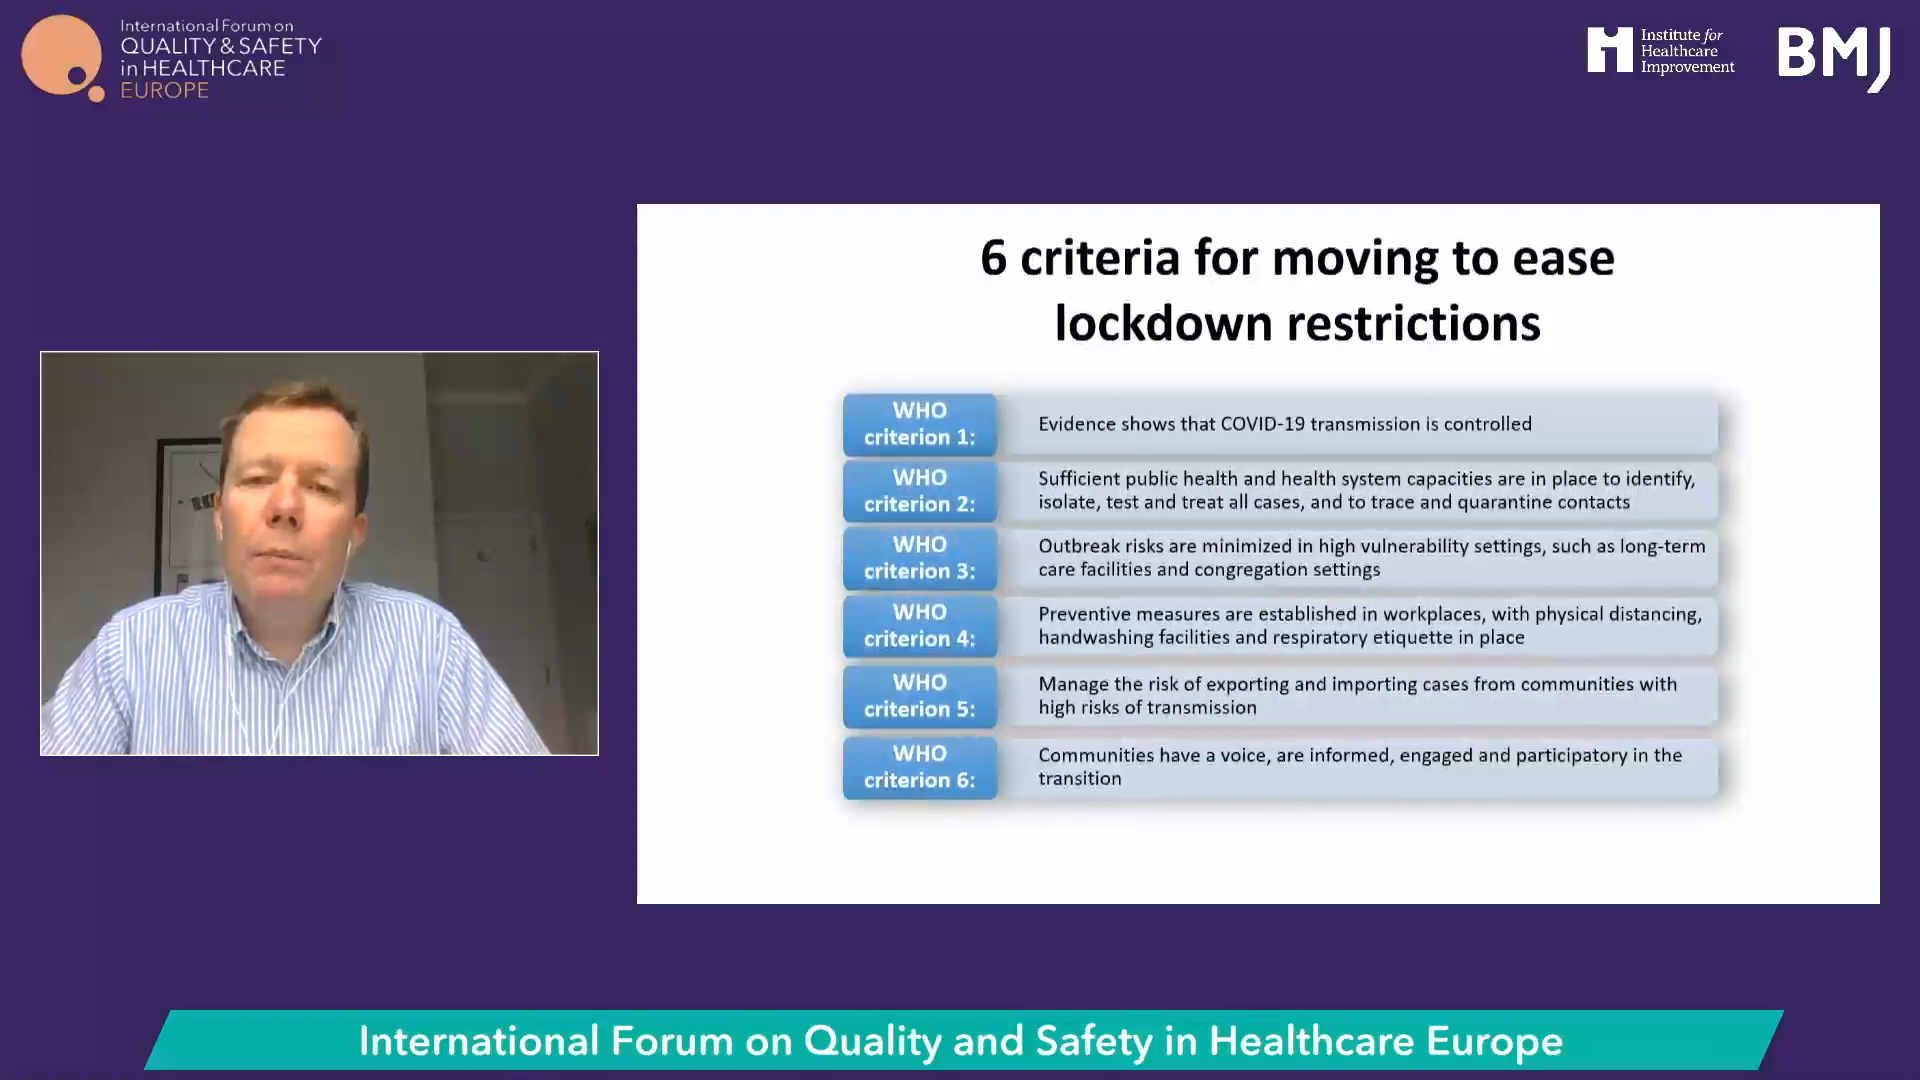 International Forum on
QUALITY & SAFETY
in HEALTHCARE
EUROPE
Institute for
Healthcare
Improvement
BMJ
6 criteria for moving to ease
lockdown restrictions
WHO
criterion 1:
Evidence shows that COVID-19 transmission is controlled
WHO
criterion 2:
Sufficient public health and health system capacities are in place to identify,
isolate, test and treat all cases, and to trace and quarantine contacts
WHO
criterion 3:
Outbreak risks are minimized in high vulnerability settings, such as long-term
care facilities and congregation settings
WHO
criterion 4:
Preventive measures are established in workplaces, with physical distancing,
handwashing facilities and respiratory etiquette in place
WHO
criterion 5:
Manage the risk of exporting and importing cases from communities with
high risks of transmission
WHO
criterion 6:
Communities have a voice, are informed, engaged and participatory in the
transition
International Forum on Quality and Safety in Healthcare Europe